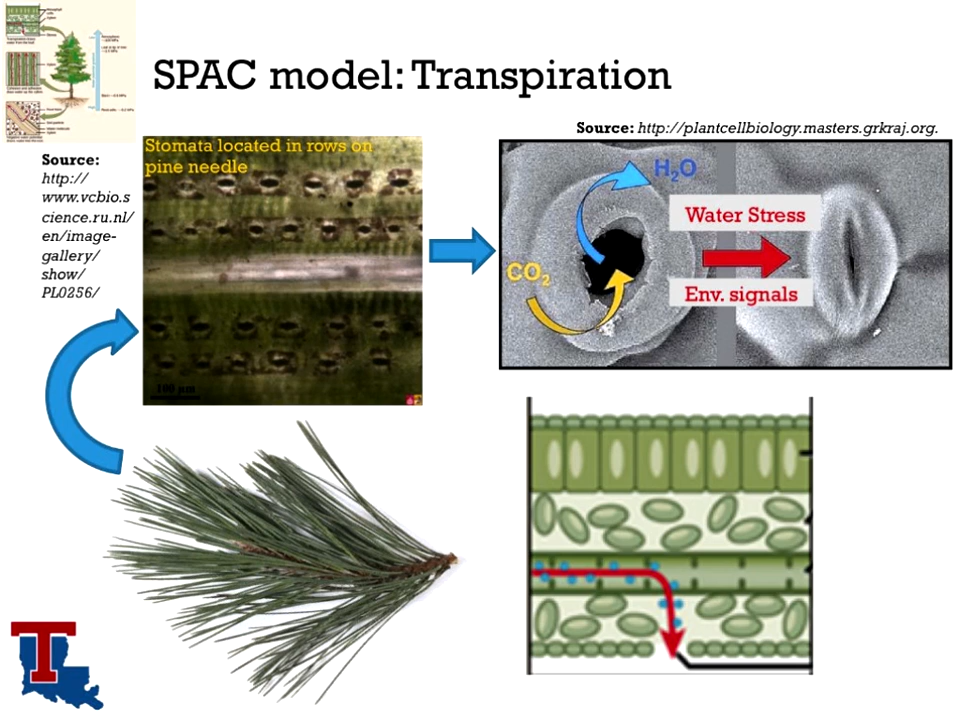 SPAC model: Transpiration
Source: http://plantcellbiology.masters.grkraj.org.
Source:
http://
www.vcbio.s
cience.ru.nl/
en/image-
gallery/
show/
PL0256/
Stomata located in rows on
pine needle
100 µm
H₂O
CO₂
Water Stress
Env. signals
T